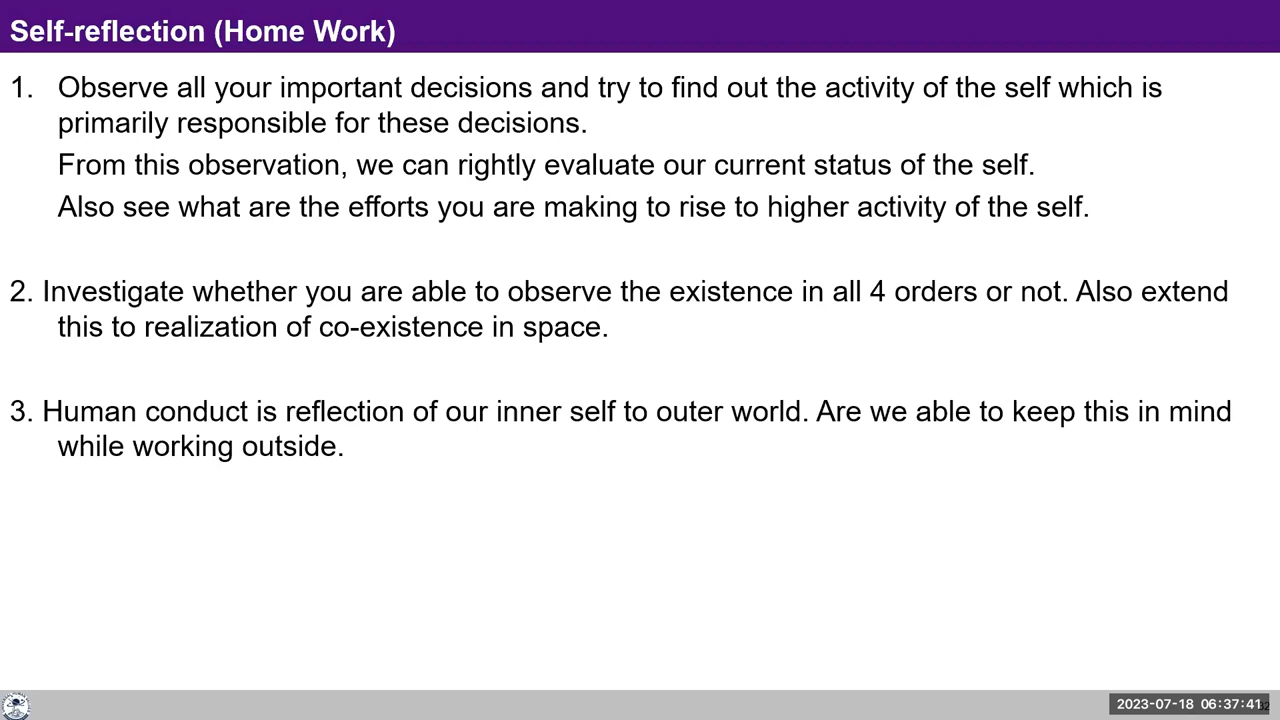 Self-reflection (Home Work)
1. Observe all your important decisions and try to find out the activity of the self which is
primarily responsible for these decisions.
From this observation, we can rightly evaluate our current status of the self.
Also see what are the efforts you are making to rise to higher activity of the self.
2. Investigate whether you are able to observe the existence in all 4 orders or not. Also extend
this to realization of co-existence in space.
3. Human conduct is reflection of our inner self to outer world. Are we able to keep this in mind
while working outside.
2023-07-18 06:37:41